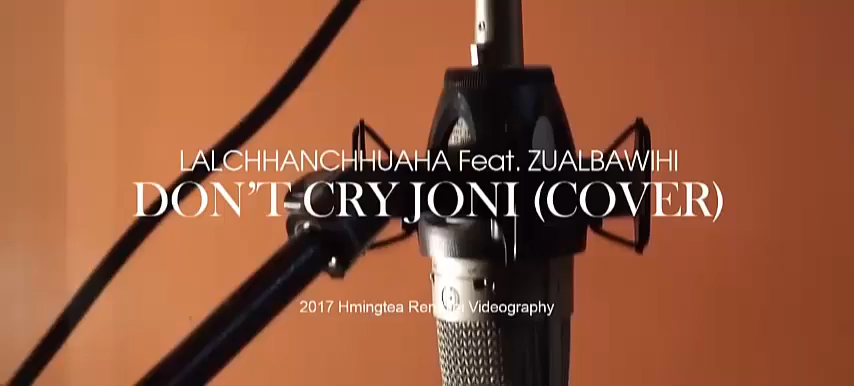 LALCHHANCHHUAHA Feat. ZUALBAWIHI
DON'T CRY JONI (COVER)
2017 Hmingtea Videography